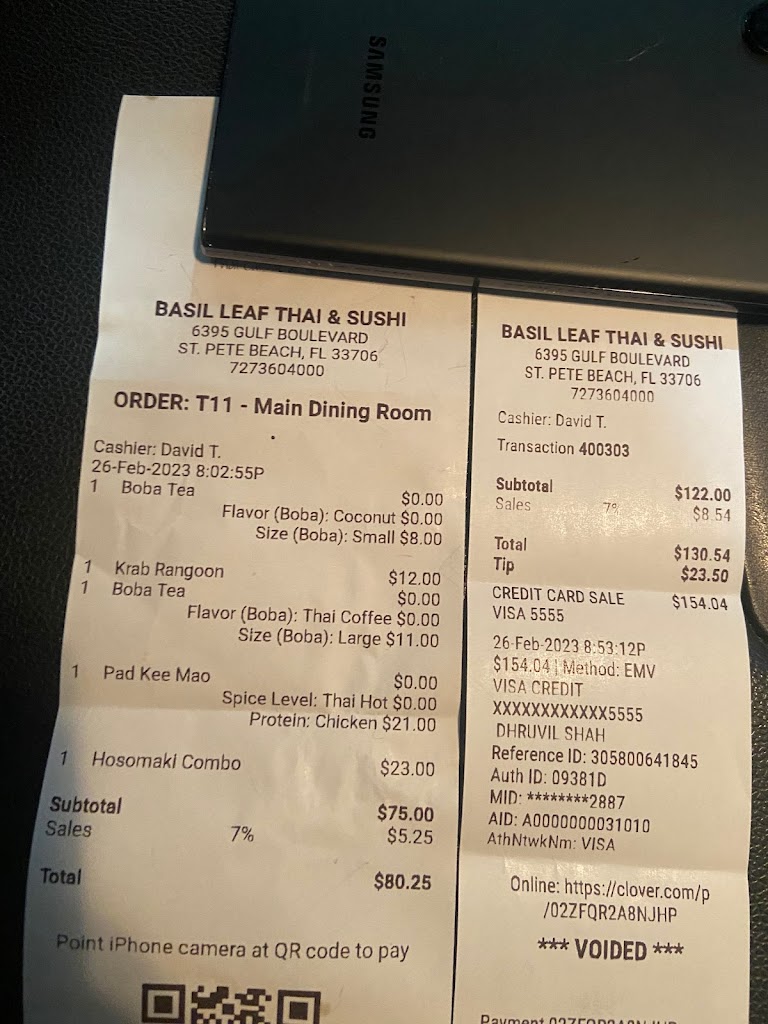 SAMSUNG
BASIL LEAF THAI & SUSHI
6395 GULF BOULEVARD
ST. PETE BEACH, FL 33706
7273604000
ORDER: T11 - Main Dining Room
Cashier: David T.
26-Feb-2023 8:02:55P
1 Boba Tea $0.00
Flavor (Boba): Coconut $0.00
Size (Boba): Small $8.00
1 Krab Rangoon $12.00
1 Boba Tea $0.00
Flavor (Boba): Thai Coffee $0.00
Size (Boba): Large $11.00
1 Pad Kee Mao $0.00
Spice Level: Thai Hot $0.00
Protein: Chicken $21.00
1 Hosomaki Combo $23.00
Subtotal $75.00
Sales 7% $5.25
Total $80.25
Point iPhone camera at QR code to pay
BASIL LEAF THAI & SUSHI
6395 GULF BOULEVARD
ST. PETE BEACH, FL 33706
7273604000
Cashier: David T.
Transaction 400303
Subtotal $122.00
Sales 7% $8.54
Total $130.54
Tip $23.50
CREDIT CARD SALE $154.04
VISA 5555
26-Feb-2023 8:53:12P
$154.04 | Method: EMV
VISA CREDIT
XXXXXXXXXXXX5555
DHRUVIL SHAH
Reference ID: 305800641845
Auth ID: 09381D
MID: ********2887
AID: A0000000031010
AthNtwkNm: VISA
Online: https://clover.com/p
/02ZFQR2A8NJHP
*** VOIDED ***
Payment 02ZFQR2A8NJHP